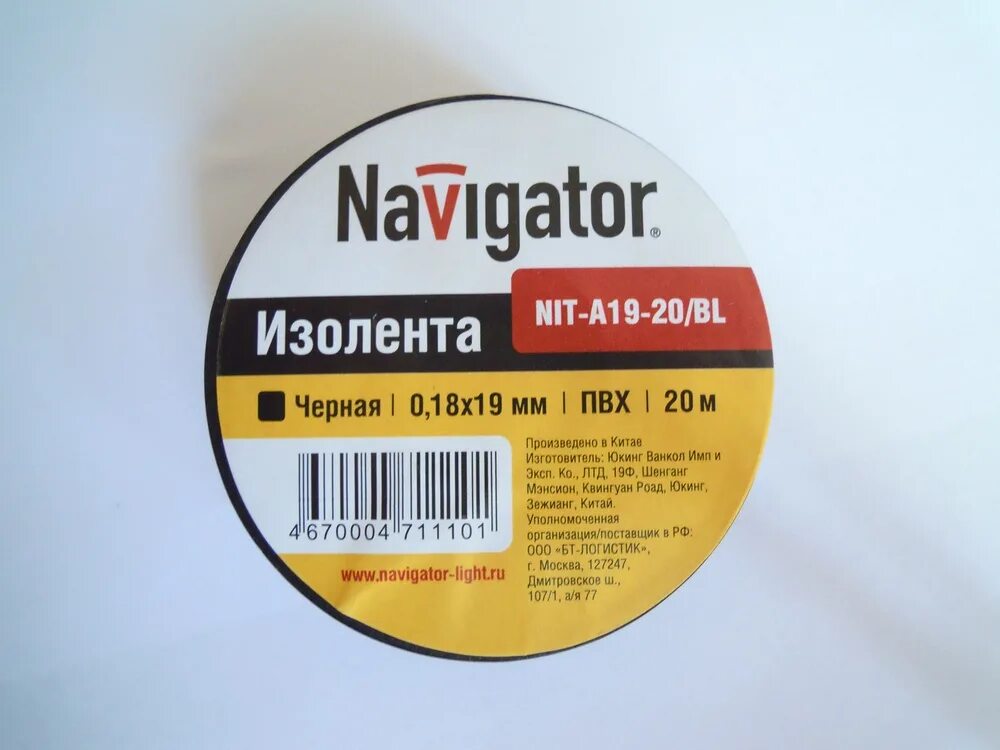 Navigator®
NIT-A19-20/BL
Изолента
Черная | 0,18x19 мм | ПВХ | 20 м
Произведено в Китае
Изготовитель: Юкинг Ванкол Имп и
Эксп. Ко., ЛТД, 19Ф, Шенганг
Мэнсион, Квингуан Роад, Юкинг,
Зежианг, Китай.
Уполномоченная
организация/поставщик в РФ:
ООО «БТ-ЛОГИСТИК»,
г. Москва, 127247,
Дмитровское ш.,
107/1, а/я 77
4 670004 711101
www.navigator-light.ru